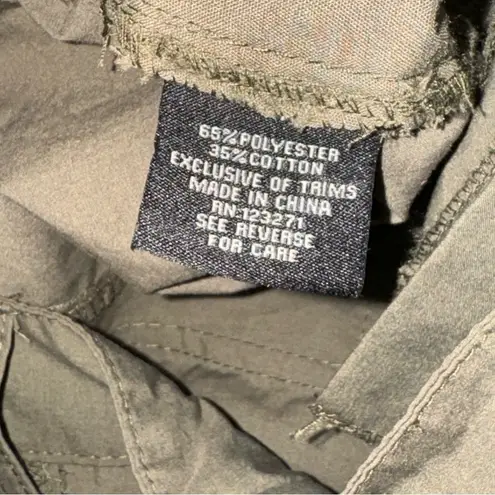 65%POLYESTER
35%COTTON
EXCLUSIVE OF TRIMS
MADE IN CHINA
RN:123271
SEE REVERSE
FOR CARE